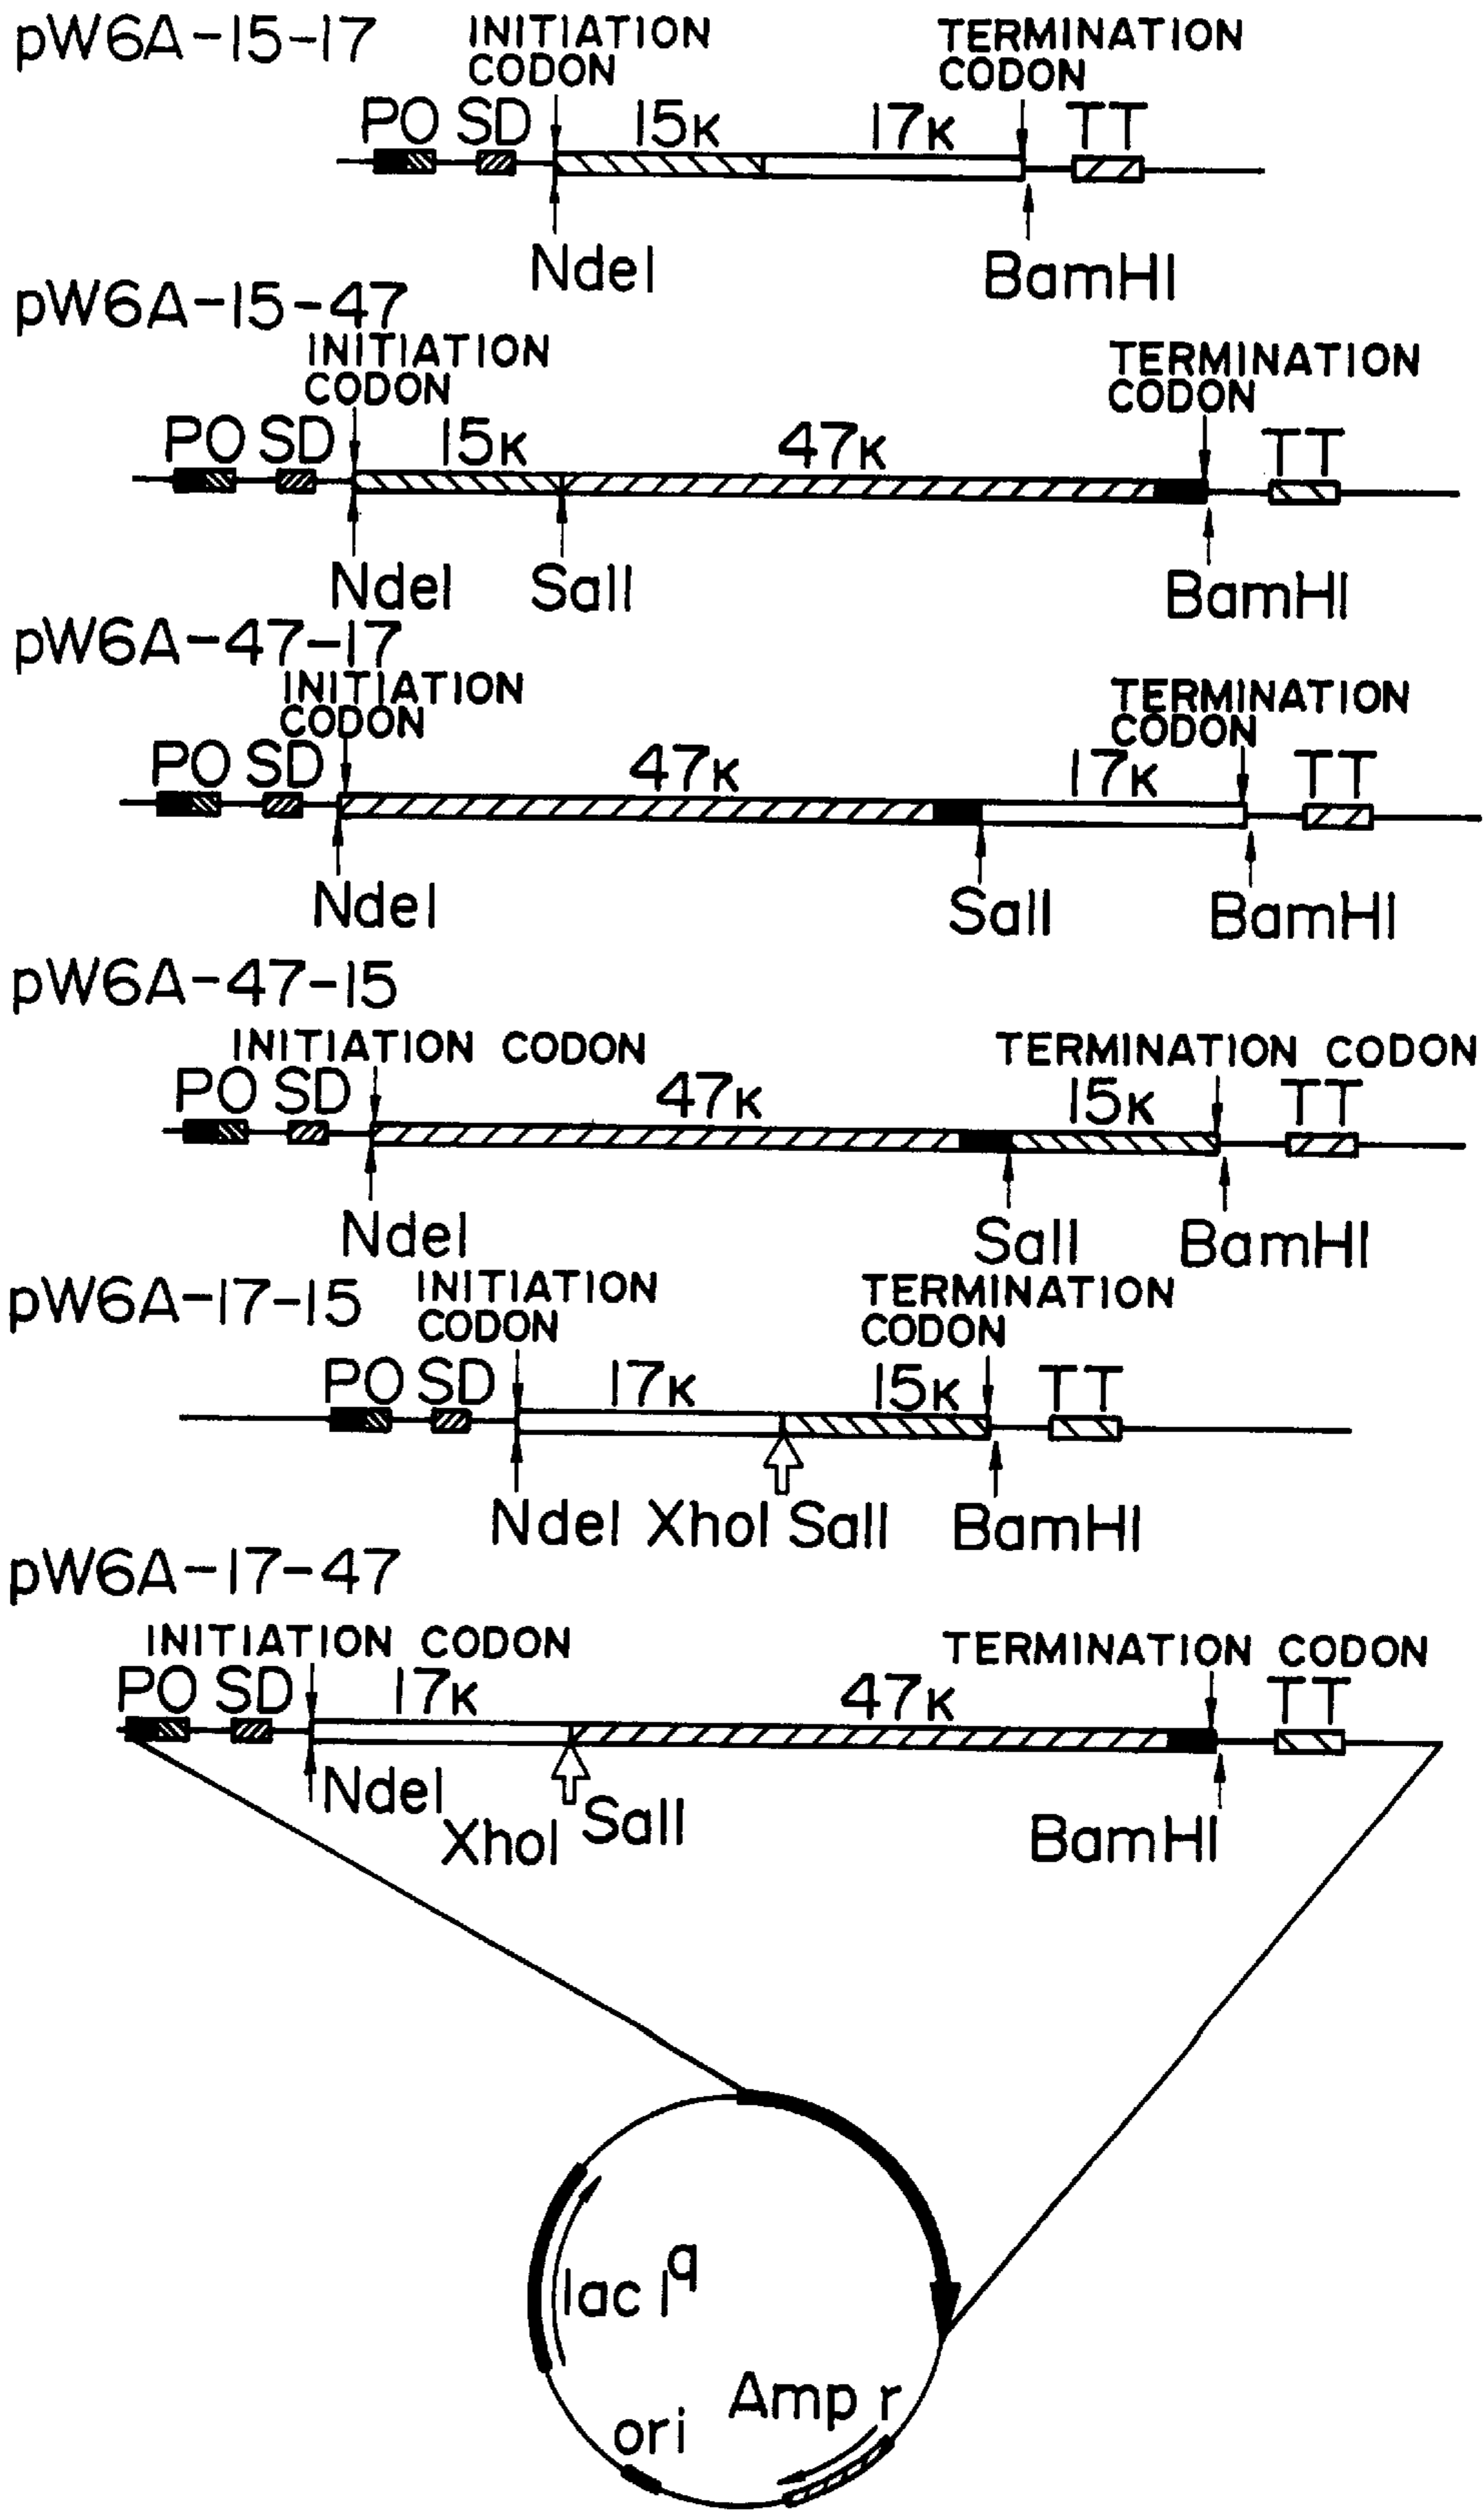 pW6A-15-17
INITIATION
CODON
TERMINATION
CODON
PO SD 15K 17K TT
NdeI BamHI
pW6A-15-47
INITIATION
CODON
TERMINATION
CODON
PO SD 15K 47K TT
NdeI SalI BamHI
pW6A-47-17
INITIATION
CODON
TERMINATION
CODON
PO SD 47K 17K TT
NdeI SalI BamHI
pW6A-47-15
INITIATION CODON TERMINATION CODON
PO SD 47K 15K TT
NdeI SalI BamHI
pW6A-17-15
INITIATION
CODON
TERMINATION
CODON
PO SD 17K 15K TT
NdeI XhoI SalI BamHI
pW6A-17-47
INITIATION CODON TERMINATION CODON
PO SD 17K 47K TT
NdeI XhoI SalI BamHI
lac I q
Amp r
ori